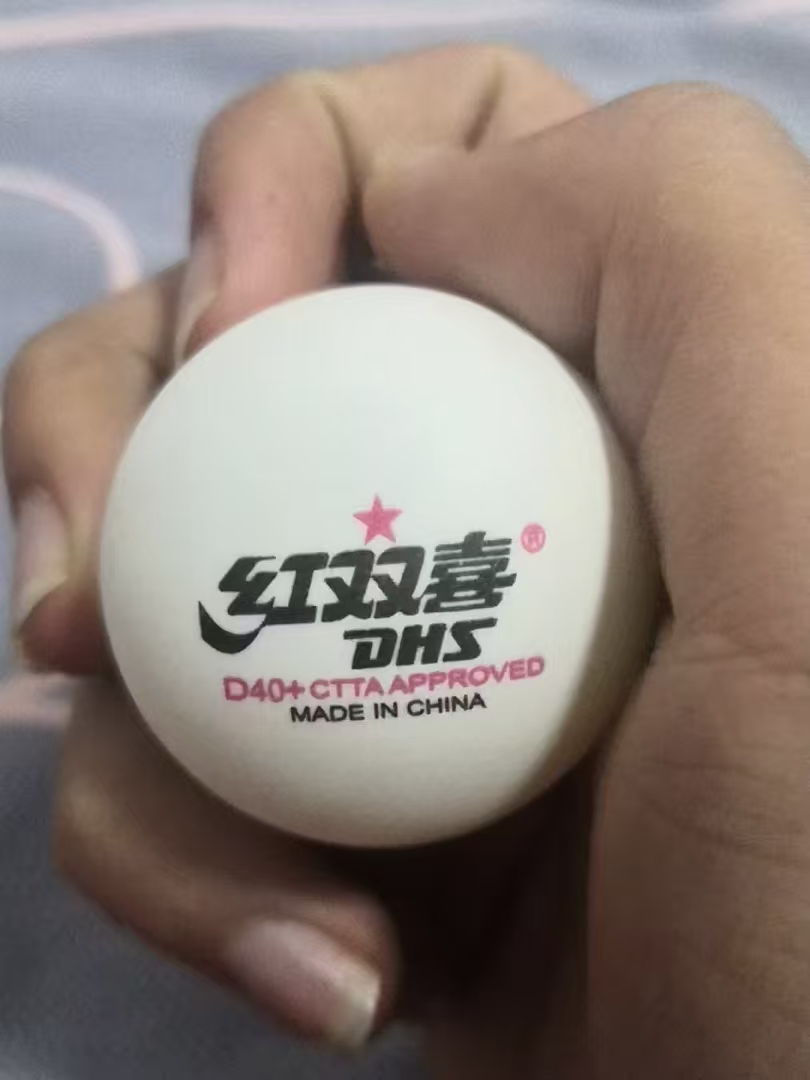 红双喜®
DHS
D40+ CTTA APPROVED
MADE IN CHINA